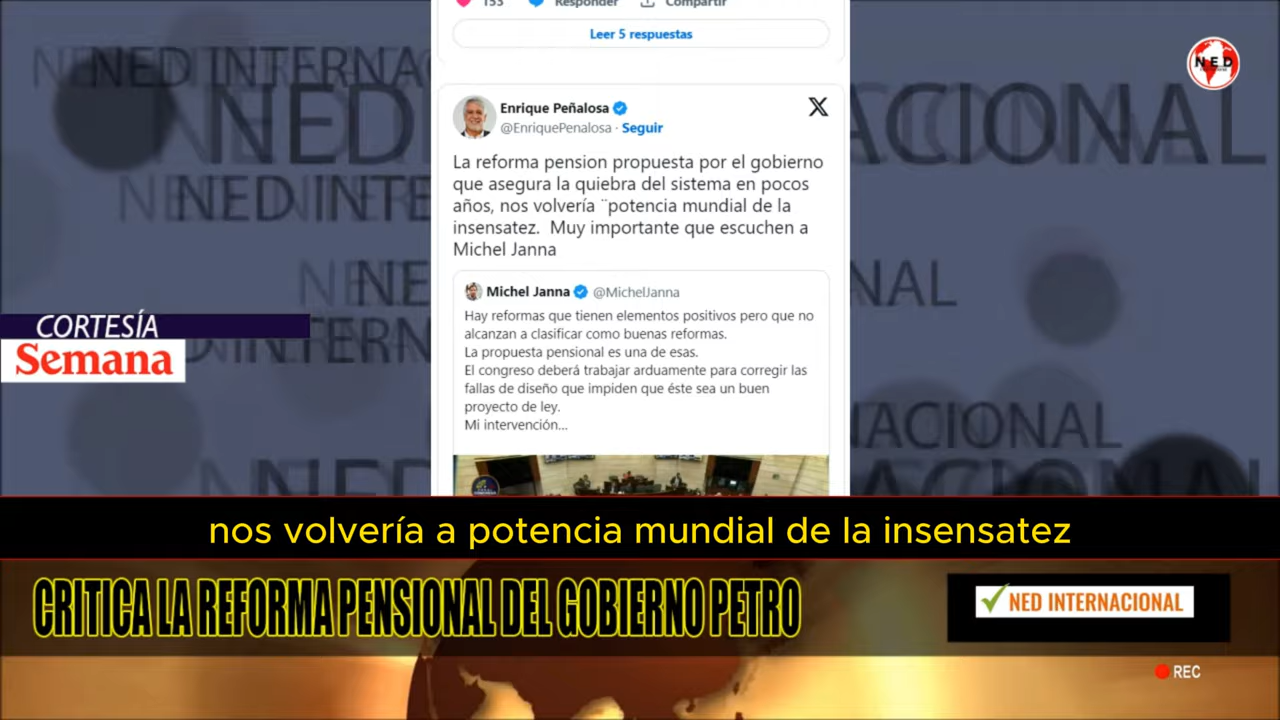 153 Responder Compartir
Leer 5 respuestas
NED
Enrique Peñalosa
@EnriquePenalosa · Seguir
La reforma pension propuesta por el gobierno
que asegura la quiebra del sistema en pocos
años, nos volvería ¨potencia mundial de la
insensatez.  Muy importante que escuchen a
Michel Janna
Michel Janna @MichelJanna
Hay reformas que tienen elementos positivos pero que no
alcanzan a clasificar como buenas reformas.
La propuesta pensional es una de esas.
El congreso deberá trabajar arduamente para corregir las
fallas de diseño que impiden que éste sea un buen
proyecto de ley.
Mi intervención...
CORTESÍA
Semana
nos volvería a potencia mundial de la insensatez
CRITICA LA REFORMA PENSIONAL DEL GOBIERNO PETRO
NED INTERNACIONAL
REC